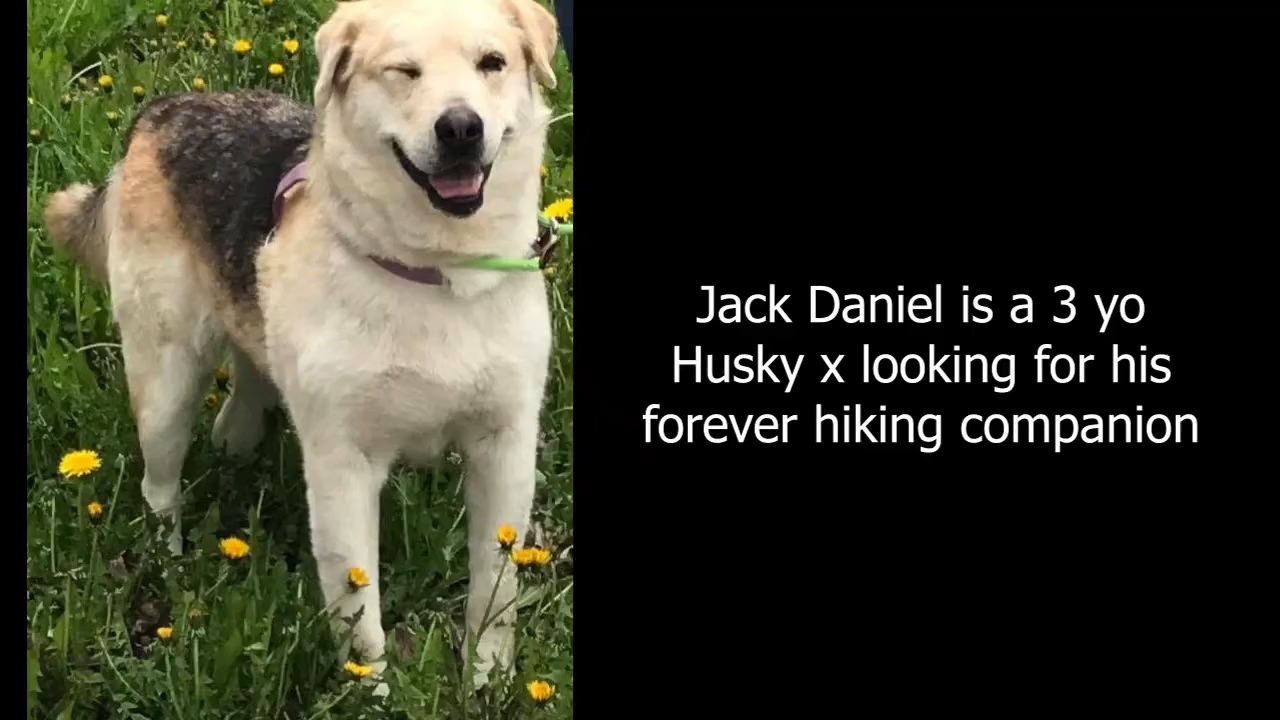 Jack Daniel is a 3 yo
Husky x looking for his
forever hiking companion